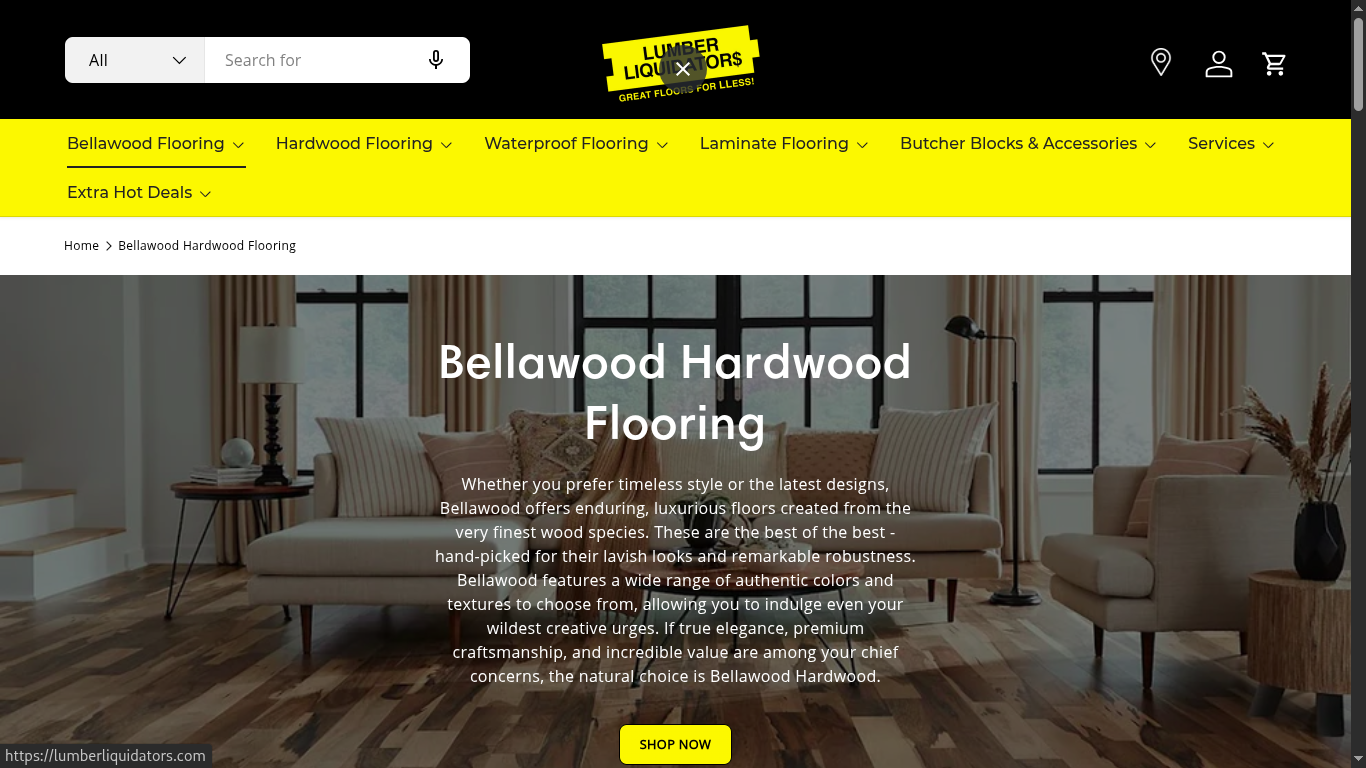 All
Search for
LUMBER
LIQUIDATOR$
GREAT FLOORS FOR LLESS!
Bellawood Flooring
Hardwood Flooring
Waterproof Flooring
Laminate Flooring
Butcher Blocks & Accessories
Services
Extra Hot Deals
Home
Bellawood Hardwood Flooring
Bellawood Hardwood
Flooring
Whether you prefer timeless style or the latest designs,
Bellawood offers enduring, luxurious floors created from the
very finest wood species. These are the best of the best -
hand-picked for their lavish looks and remarkable robustness.
Bellawood features a wide range of authentic colors and
textures to choose from, allowing you to indulge even your
wildest creative urges. If true elegance, premium
craftsmanship, and incredible value are among your chief
concerns, the natural choice is Bellawood Hardwood.
SHOP NOW
https://lumberliquidators.com